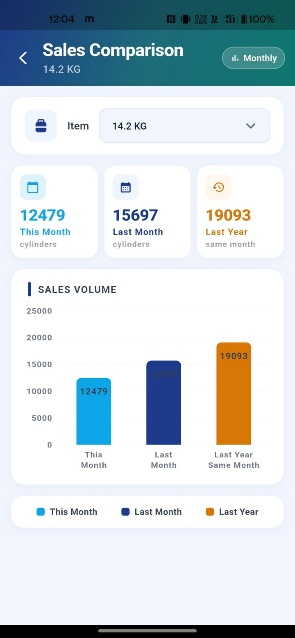 12:04 m 100%
Sales Comparison
14.2 KG
Monthly
Item
14.2 KG
12479
This Month
cylinders
15697
Last Month
cylinders
19093
Last Year
same month
SALES VOLUME
25000
20000
15000
10000
5000
0
12479
15697
19093
This
Month
Last
Month
Last Year
Same Month
This Month
Last Month
Last Year